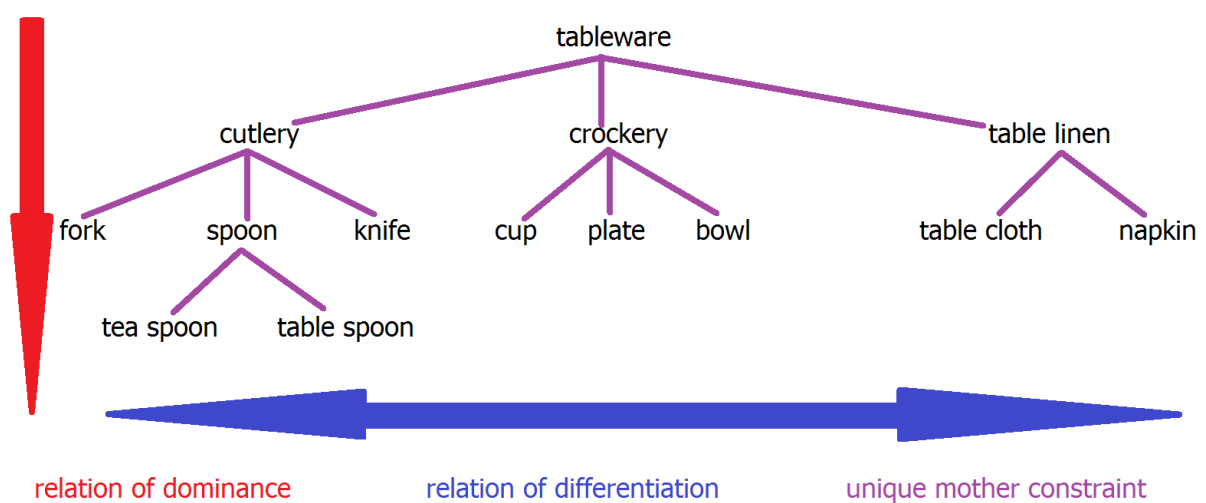 tableware
cutlery crockery table linen
fork spoon knife cup plate bowl table cloth napkin
tea spoon table spoon
relation of dominance relation of differentiation unique mother constraint